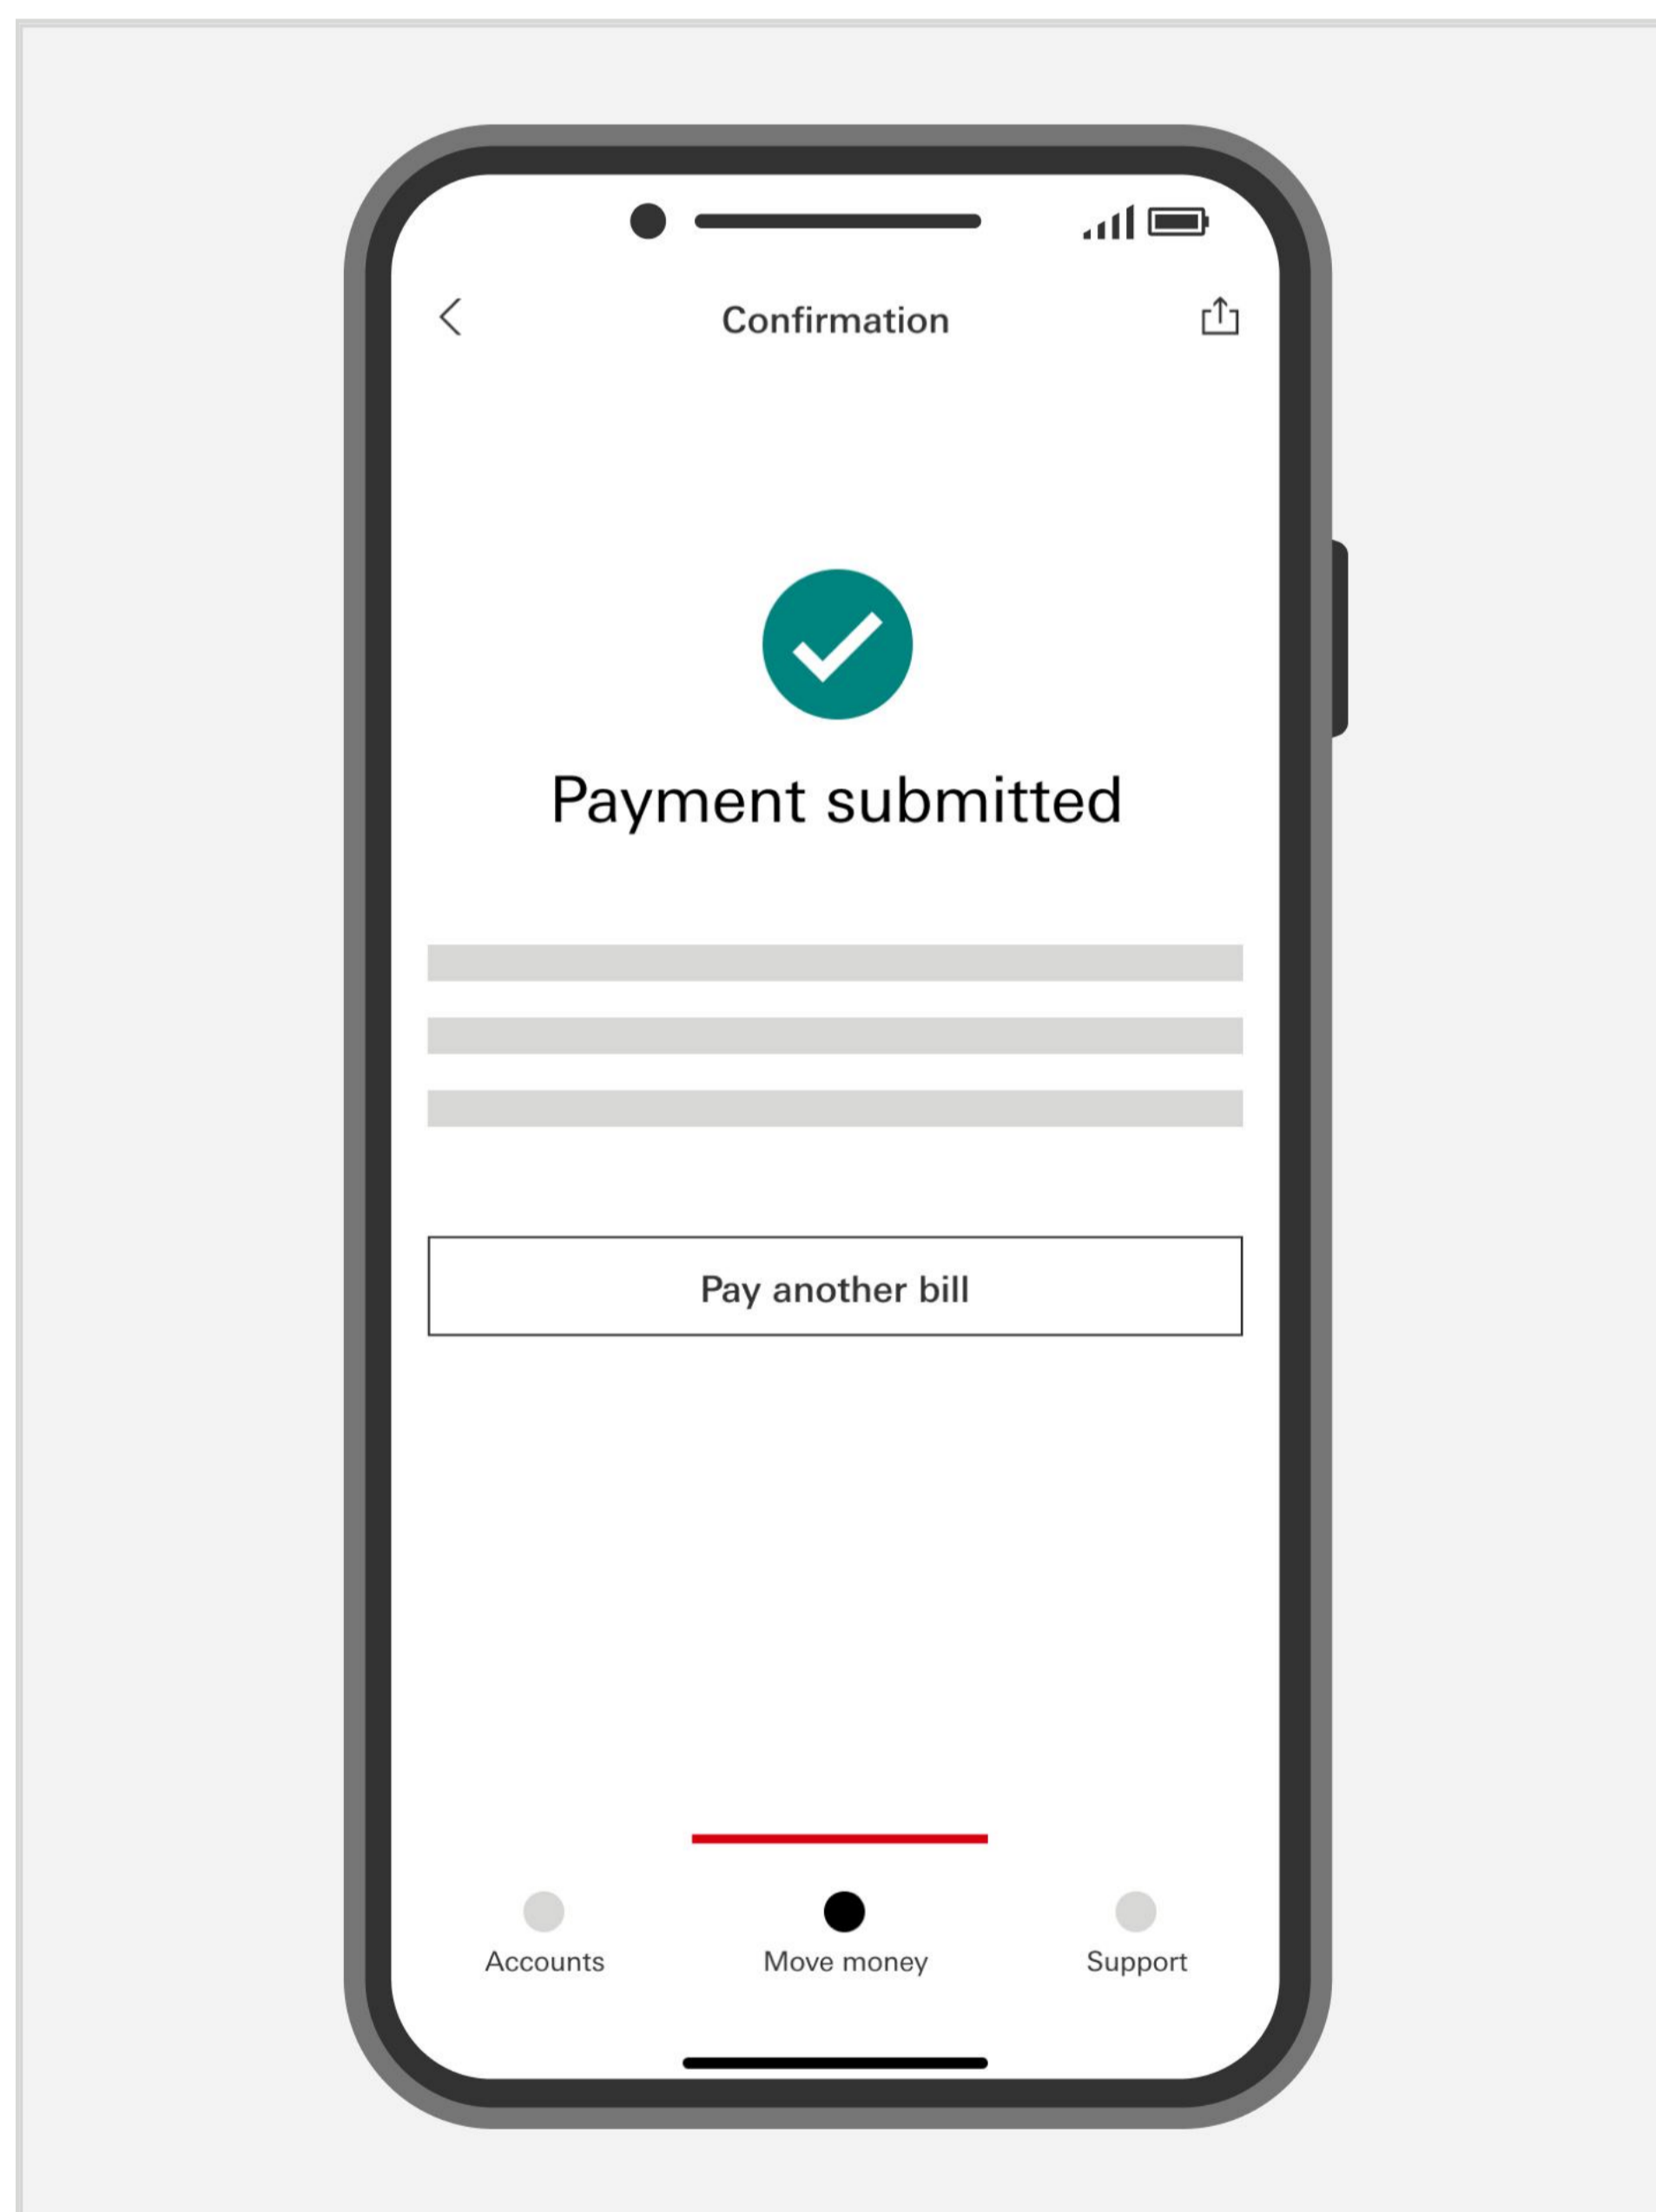 Confirmation
Payment submitted
Pay another bill
Accounts
Move money
Support